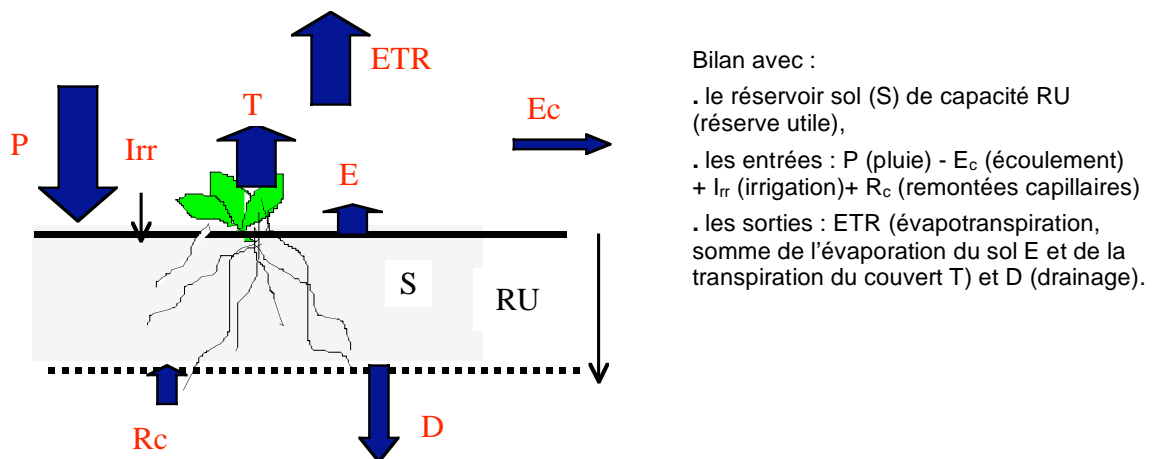 ETR
T
Ec
P
Irr
E
S
RU
Rc
D
Bilan avec :
. le réservoir sol (S) de capacité RU
(réserve utile),
. les entrées : P (pluie) - Ec (écoulement)
+ Irr (irrigation)+ Rc (remontées capillaires)
. les sorties : ETR (évapotranspiration,
somme de l'évaporation du sol E et de la
transpiration du couvert T) et D (drainage).